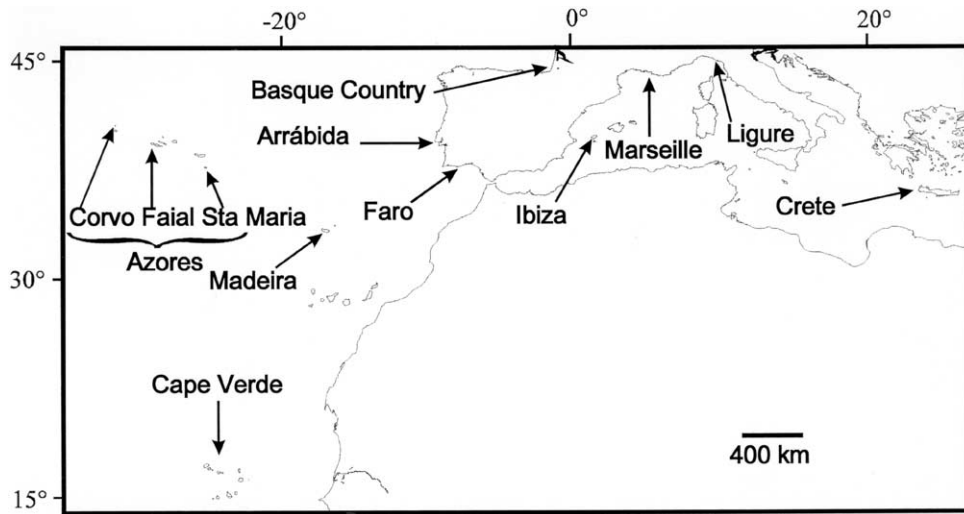 -20° 0° 20°
45°
Basque Country
Arrábida
Marseille
Ligure
Corvo Faial Sta Maria
Faro
Ibiza
Crete
Azores
Madeira
30°
Cape Verde
400 km
15°